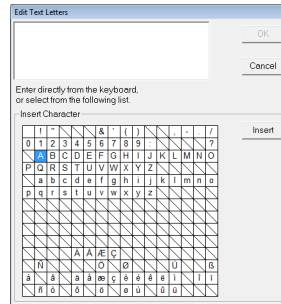 Edit Text Letters
OK
Cancel
Enter directly from the keyboard,
or select from the following list.
Insert Character
Insert
! " & ' ( ) , - . /
0 1 2 3 4 5 6 7 8 9 : ?
A B C D E F G H I J K L M N O
P Q R S T U V W X Y Z
a b c d e f g h i j k l m n o
p q r s t u v w x y z
Ä Å Æ Ç
Ñ Ö Ø Ü ß
à á â ä å æ ç è é ê ë ì î ï
ñ ò ô ö ø ù û ü